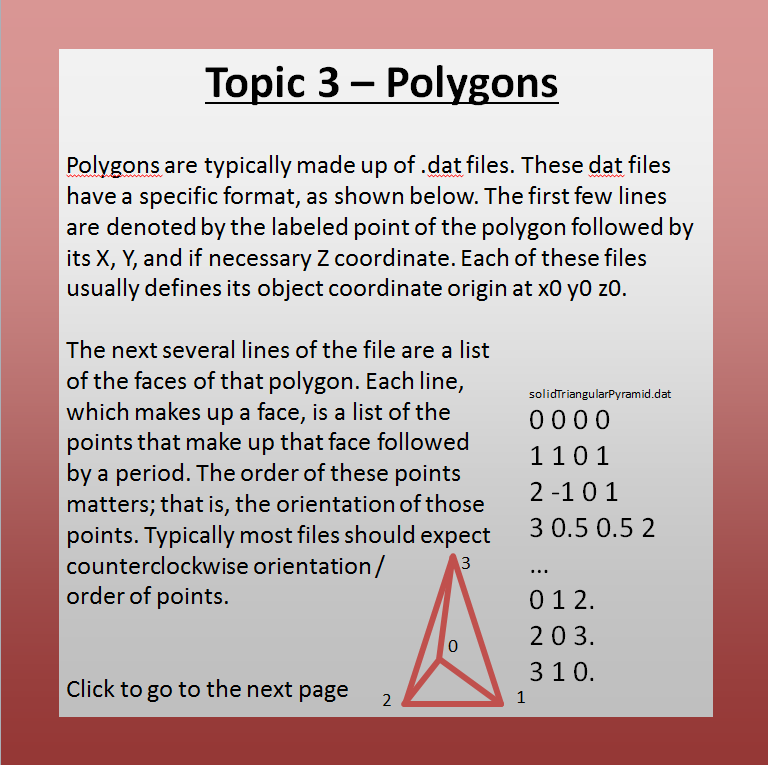 Topic 3 – Polygons
Polygons are typically made up of .dat files. These dat files
have a specific format, as shown below. The first few lines
are denoted by the labeled point of the polygon followed by
its X, Y, and if necessary Z coordinate. Each of these files
usually defines its object coordinate origin at x0 y0 z0.
The next several lines of the file are a list
of the faces of that polygon. Each line,
which makes up a face, is a list of the
points that make up that face followed
by a period. The order of these points
matters; that is, the orientation of those
points. Typically most files should expect
counterclockwise orientation /
order of points.
solidTriangularPyramid.dat
0 0 0 0
1 1 0 1
2 -1 0 1
3 0.5 0.5 2
...
0 1 2.
2 0 3.
3 1 0.
3
0
2
1
Click to go to the next page